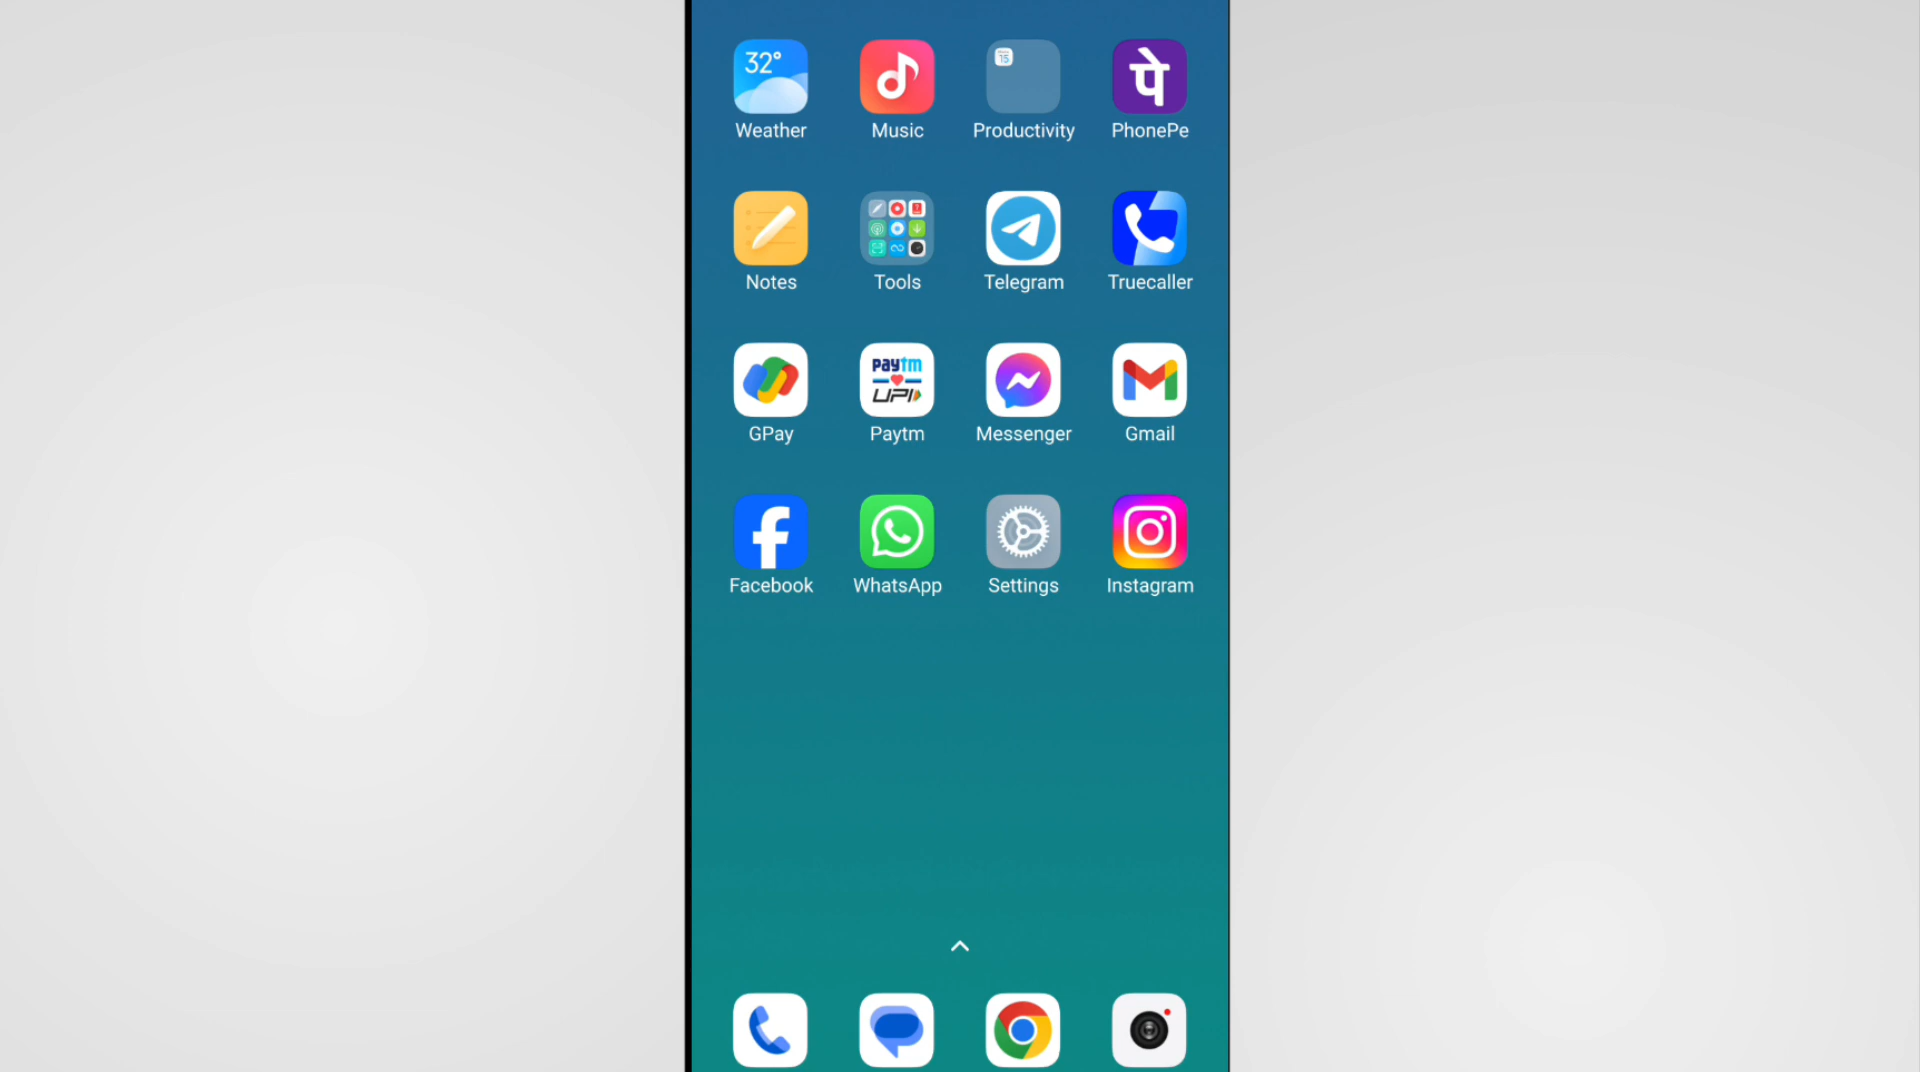 32°
15
Weather
Music
Productivity
पे
PhonePe
Notes
Tools
Telegram
Truecaller
paytm
UPI
GPay
Paytm
Messenger
Gmail
Facebook
WhatsApp
Settings
Instagram